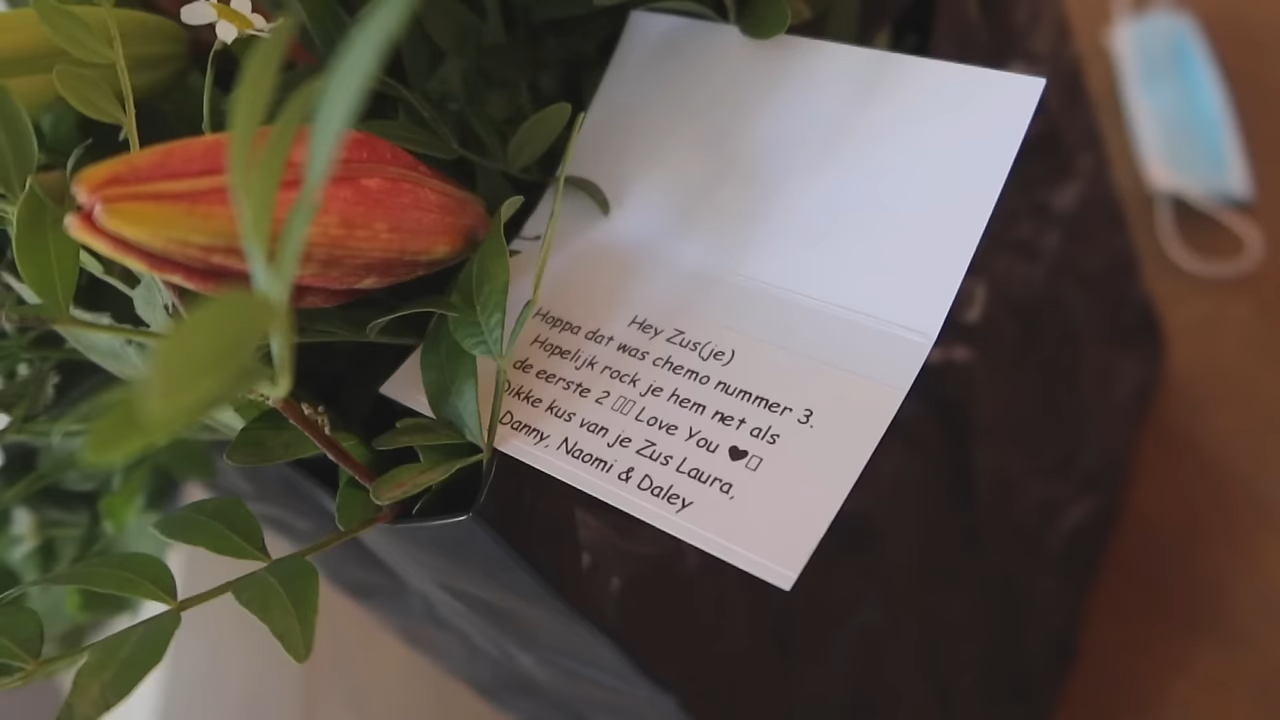 Hey Zus(je)
Hoppa dat was chemo nummer 3.
Hopelijk rock je hem net als
de eerste 2 ▯▯ Love You ♥▯
Dikke kus van je Zus Laura,
Danny, Naomi & Daley